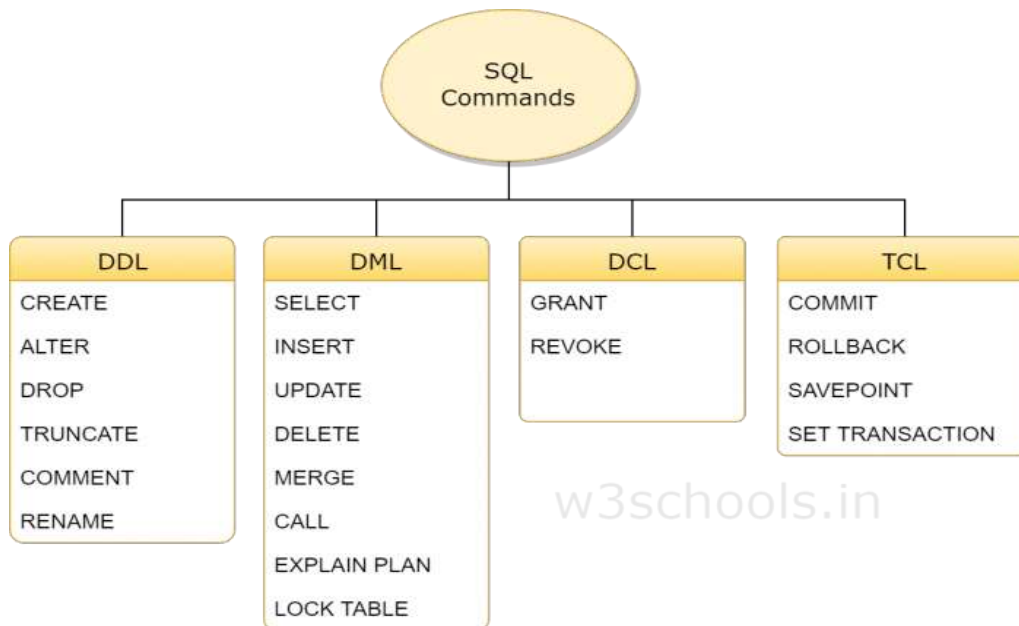 SQL
Commands
DDL
CREATE
ALTER
DROP
TRUNCATE
COMMENT
RENAME
DML
SELECT
INSERT
UPDATE
DELETE
MERGE
CALL
EXPLAIN PLAN
LOCK TABLE
DCL
GRANT
REVOKE
TCL
COMMIT
ROLLBACK
SAVEPOINT
SET TRANSACTION
w3schools.in